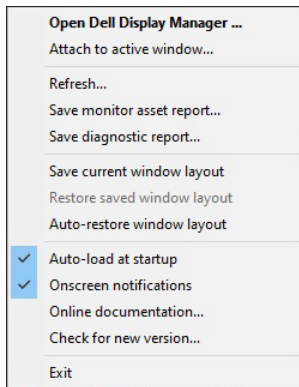 Open Dell Display Manager ...
Attach to active window...
Refresh...
Save monitor asset report...
Save diagnostic report...
Save current window layout
Restore saved window layout
Auto-restore window layout
Auto-load at startup
Onscreen notifications
Online documentation...
Check for new version...
Exit